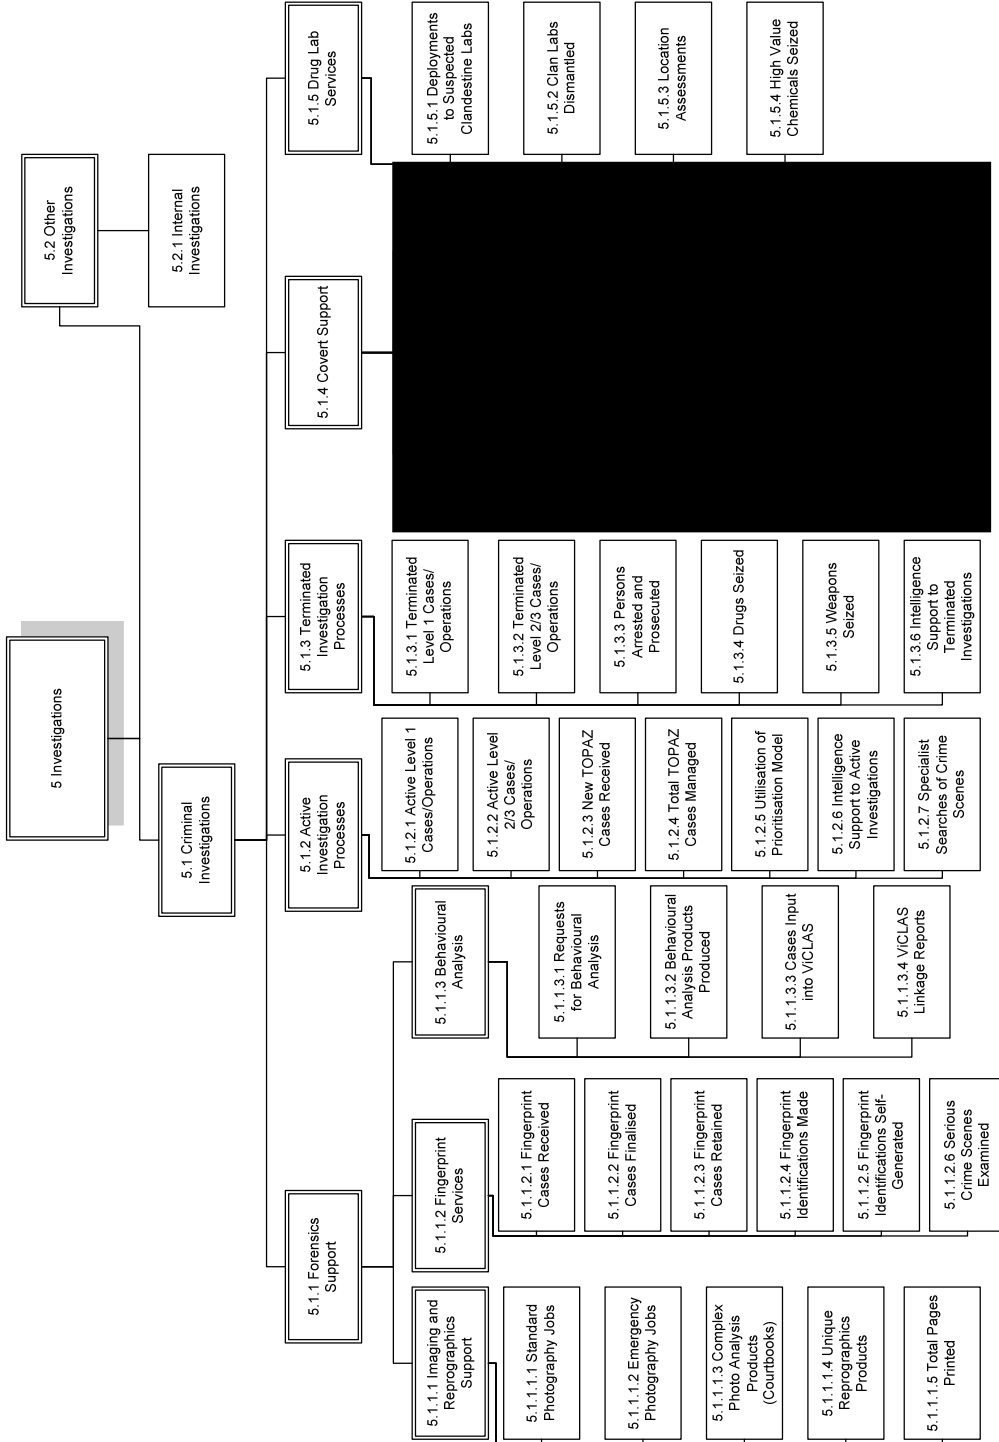 5 Investigations
5.1 Criminal
Investigations
5.2 Other
Investigations
5.2.1 Internal
Investigations
5.1.1 Forensics
Support
5.1.2 Active
Investigation
Processes
5.1.3 Terminated
Investigation
Processes
5.1.4 Covert Support
5.1.5 Drug Lab
Services
5.1.1.1 Imaging and
Reprographics
Support
5.1.1.1.1 Standard
Photography Jobs
5.1.1.1.2 Emergency
Photography Jobs
5.1.1.1.3 Complex
Photo Analysis
Products
(Courtbooks)
5.1.1.1.4 Unique
Reprographics
Products
5.1.1.1.5 Total Pages
Printed
5.1.1.2 Fingerprint
Services
5.1.1.2.1 Fingerprint
Cases Received
5.1.1.2.2 Fingerprint
Cases Finalised
5.1.1.2.3 Fingerprint
Cases Retained
5.1.1.2.4 Fingerprint
Identifications Made
5.1.1.2.5 Fingerprint
Identifications Self-
Generated
5.1.1.2.6 Serious
Crime Scenes
Examined
5.1.1.3 Behavioural
Analysis
5.1.1.3.1 Requests
for Behavioural
Analysis
5.1.1.3.2 Behavioural
Analysis Products
Produced
5.1.1.3.3 Cases Input
into ViCLAS
5.1.1.3.4 ViCLAS
Linkage Reports
5.1.2.1 Active Level 1
Cases/Operations
5.1.2.2 Active Level
2/3 Cases/
Operations
5.1.2.3 New TOPAZ
Cases Received
5.1.2.4 Total TOPAZ
Cases Managed
5.1.2.5 Utilisation of
Prioritisation Model
5.1.2.6 Intelligence
Support to Active
Investigations
5.1.2.7 Specialist
Searches of Crime
Scenes
5.1.3.1 Terminated
Level 1 Cases/
Operations
5.1.3.2 Terminated
Level 2/3 Cases/
Operations
5.1.3.3 Persons
Arrested and
Prosecuted
5.1.3.4 Drugs Seized
5.1.3.5 Weapons
Seized
5.1.3.6 Intelligence
Support to
Terminated
Investigations
5.1.5.1 Deployments
to Suspected
Clandestine Labs
5.1.5.2 Clan Labs
Dismantled
5.1.5.3 Location
Assessments
5.1.5.4 High Value
Chemicals Seized